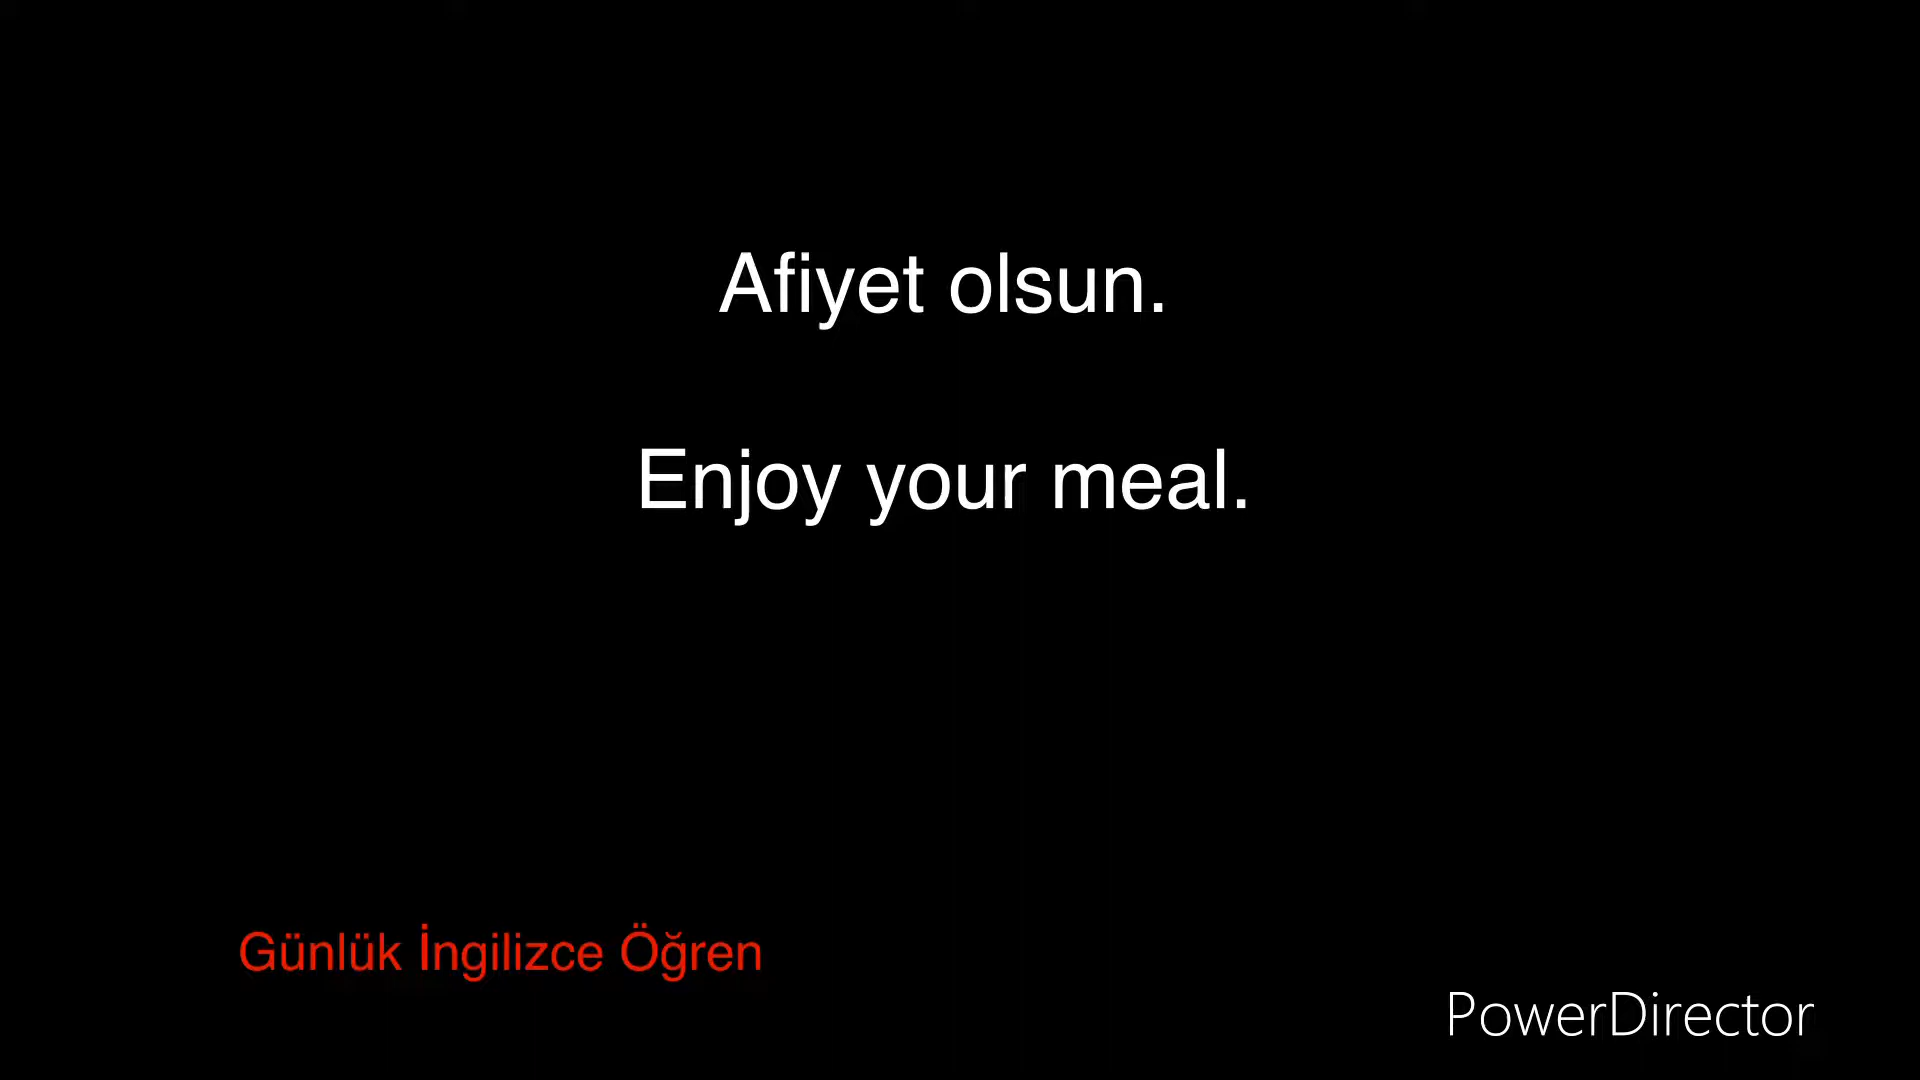 Afiyet olsun.
Enjoy your meal.
Günlük İngilizce Öğren
PowerDirector